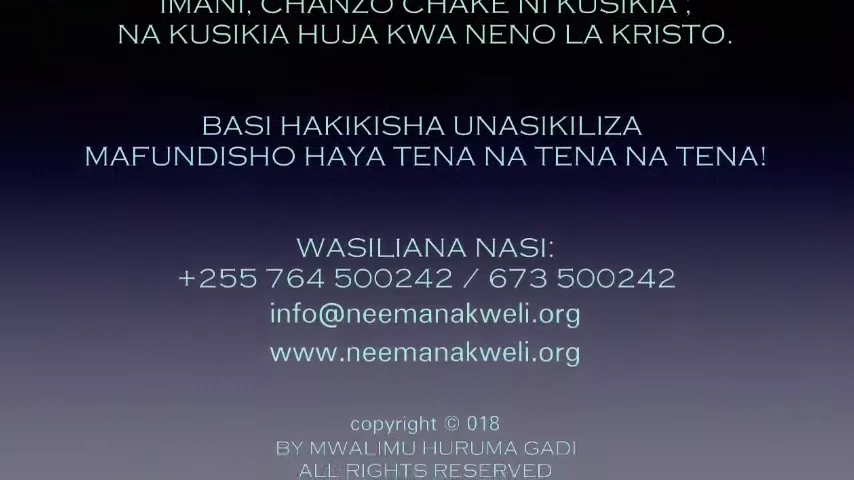 IMANI, CHANZO CHAKE NI KUSIKIA ;
NA KUSIKIA HUJA KWA NENO LA KRISTO.
BASI HAKIKISHA UNASIKILIZA
MAFUNDISHO HAYA TENA NA TENA NA TENA!
WASILIANA NASI:
+255 764 500242 / 673 500242
info@neemanakweli.org
www.neemanakweli.org
copyright © 018
BY MWALIMU HURUMA GADI
ALL RIGHTS RESERVED